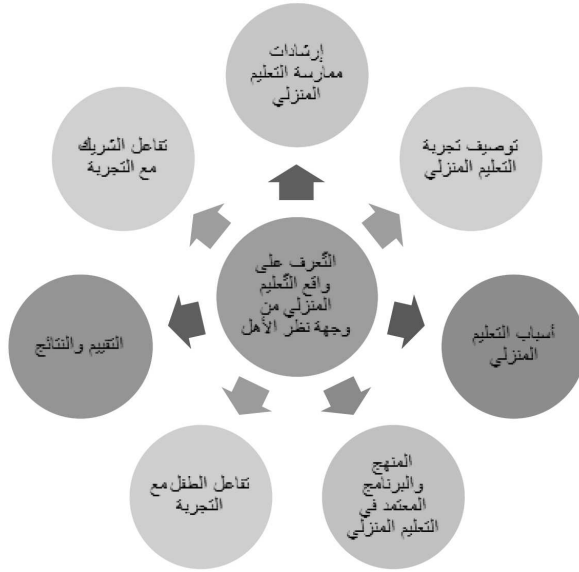 إرشادات
ممارسة التعليم
المنزلي
توصيف تجربة
التعليم المنزلي
أسباب التعليم
المنزلي
المنهج
والبرنامج
المعتمد في
التعليم المنزلي
تفاعل الطفل مع
التجربة
التقييم والنتائج
تفاعل الشريك
مع التجربة
التّعرف على
واقع التّعليم
المنزلي من
وجهة نظر الأهل